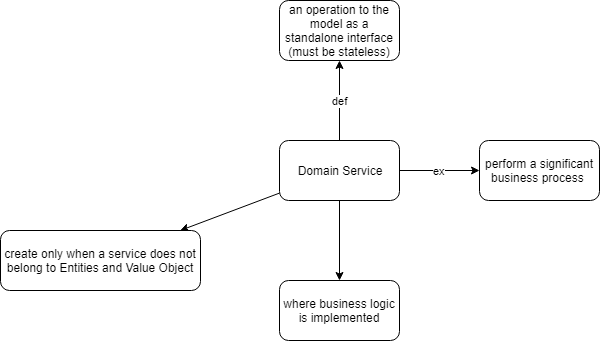 an operation to the
model as a
standalone interface
(must be stateless)
def
Domain Service
ex
perform a significant
business process
create only when a service does not
belong to Entities and Value Object
where business logic
is implemented